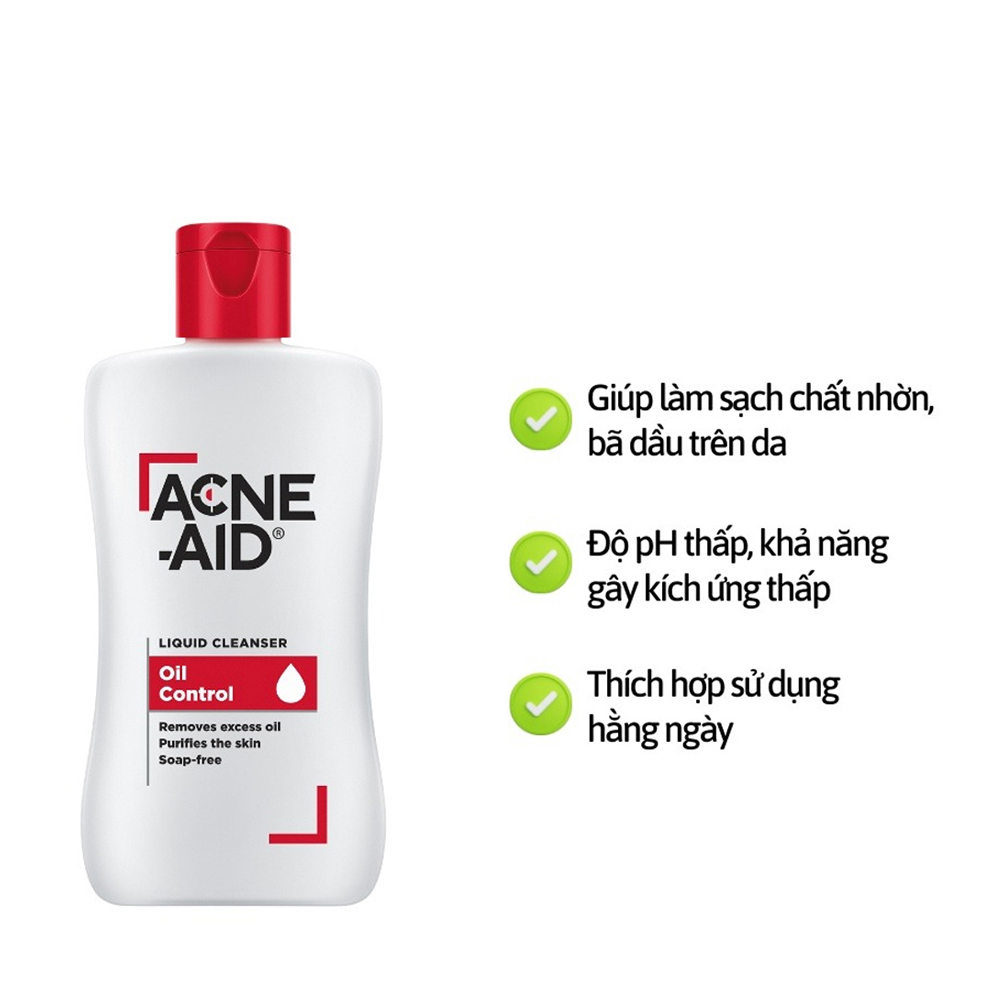 ACNE
-AID®
LIQUID CLEANSER
Oil
Control
Removes excess oil
Purifies the skin
Soap-free
Giúp làm sạch chất nhờn,
bã dầu trên da
Độ pH thấp, khả năng
gây kích ứng thấp
Thích hợp sử dụng
hằng ngày